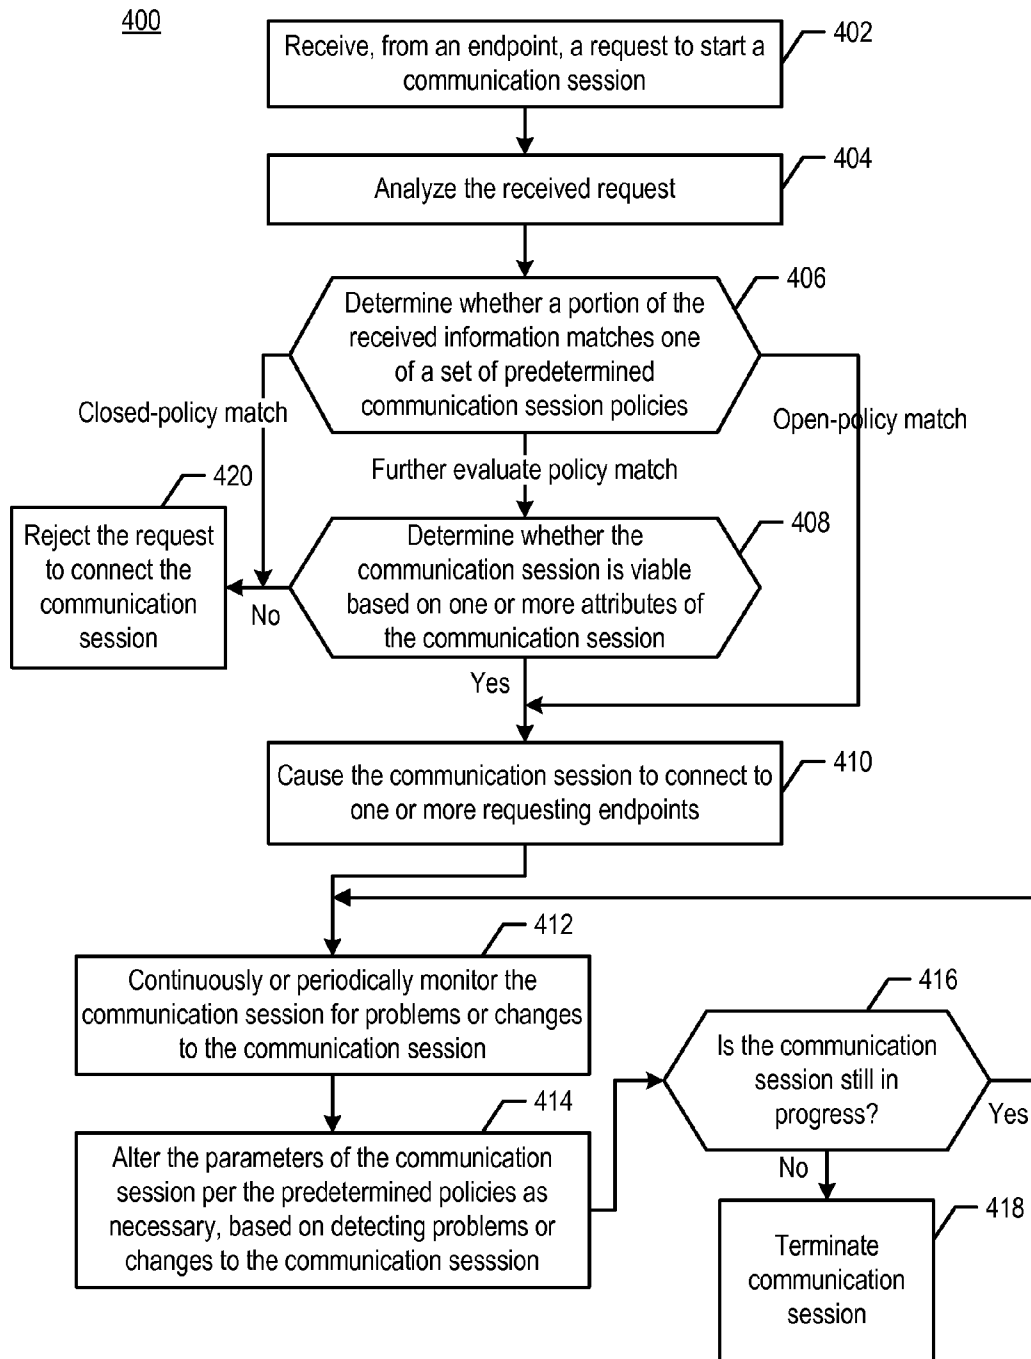 400
Receive, from an endpoint, a request to start a
communication session
402
Analyze the received request
404
Determine whether a portion of the
received information matches one
of a set of predetermined
communication session policies
406
Closed-policy match
Open-policy match
Further evaluate policy match
420
Reject the request
to connect the
communication
session
Determine whether the
communication session is viable
based on one or more attributes of
the communication session
408
No
Yes
Cause the communication session to connect to
one or more requesting endpoints
410
412
Continuously or periodically monitor the
communication session for problems or changes
to the communication session
414
Alter the parameters of the communication
session per the predetermined policies as
necessary, based on detecting problems or
changes to the communication sesssion
416
Is the communication
session still in
progress?
Yes
No
418
Terminate
communication
session